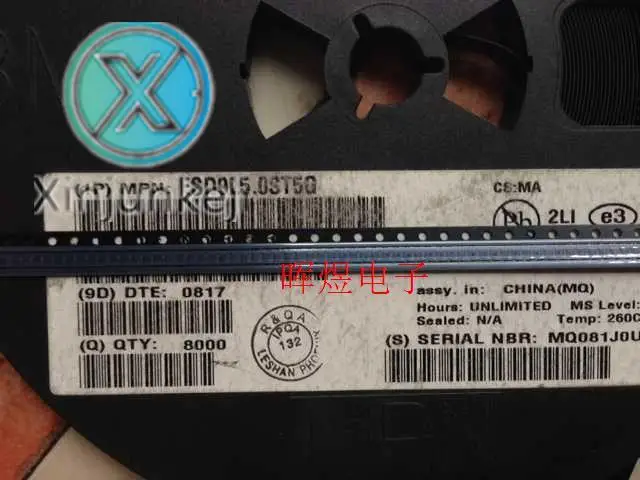 X
Xinjunkeji
(1P) MPN: ESD9L5.0ST5G
CS:MA
Pb 2LI e3
晖煜电子
assy. in: CHINA(MQ)
(9D) DTE: 0817
Hours: UNLIMITED MS Level:
Sealed: N/A Temp: 260C
R & QA
IPQ4
132
LESHAN
(Q) QTY: 8000
(S) SERIAL NBR: MQ081J0U